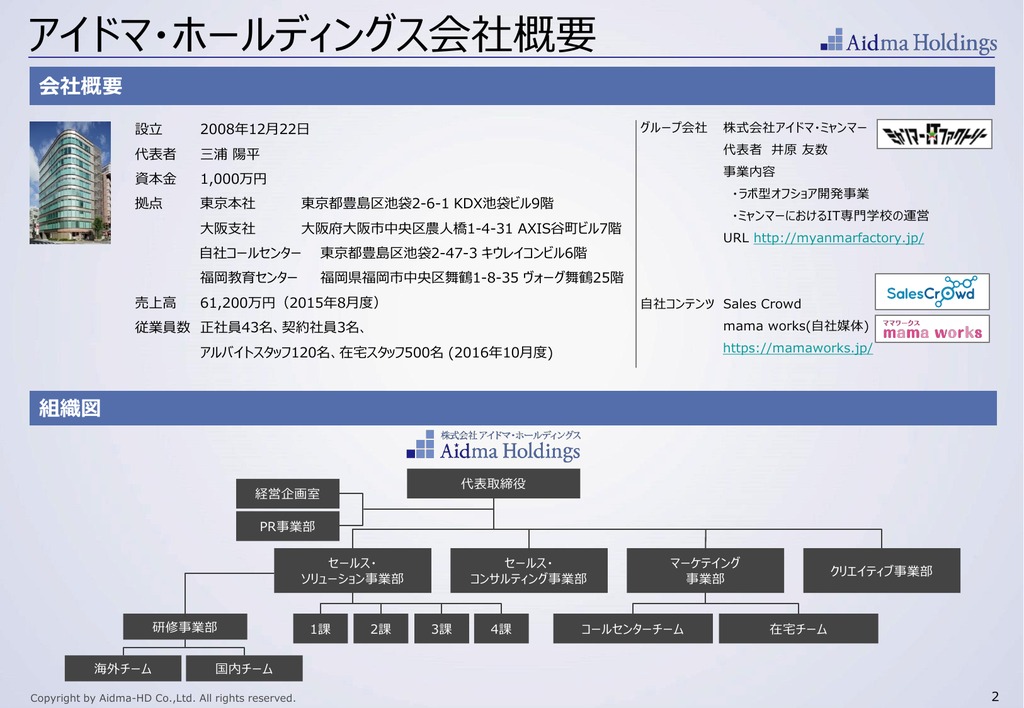 アイドマ・ホールディングス会社概要
Aidma Holdings
会社概要
設立 2008年12月22日
代表者 三浦 陽平
資本金 1,000万円
拠点 東京本社 東京都豊島区池袋2-6-1 KDX池袋ビル9階
大阪支社 大阪府大阪市中央区農人橋1-4-31 AXIS谷町ビル7階
自社コールセンター 東京都豊島区池袋2-47-3 キウレイコンビル6階
福岡教育センター 福岡県福岡市中央区舞鶴1-8-35 ヴォーグ舞鶴25階
売上高 61,200万円（2015年8月度）
従業員数 正社員43名、契約社員3名、
アルバイトスタッフ120名、在宅スタッフ500名 (2016年10月度)
グループ会社 株式会社アイドマ・ミャンマー
代表者 井原 友数
事業内容
・ラボ型オフショア開発事業
・ミャンマーにおけるIT専門学校の運営
URL http://myanmarfactory.jp/
ミャンマーITファクトリー
自社コンテンツ Sales Crowd
mama works(自社媒体)
https://mamaworks.jp/
SalesCrowd
ママワークス
mama works
組織図
株式会社アイドマ・ホールディングス
Aidma Holdings
代表取締役
経営企画室
PR事業部
セールス・
ソリューション事業部
セールス・
コンサルティング事業部
マーケテイング
事業部
クリエイティブ事業部
研修事業部
1課
2課
3課
4課
コールセンターチーム
在宅チーム
海外チーム
国内チーム
Copyright by Aidma-HD Co.,Ltd. All rights reserved.
2